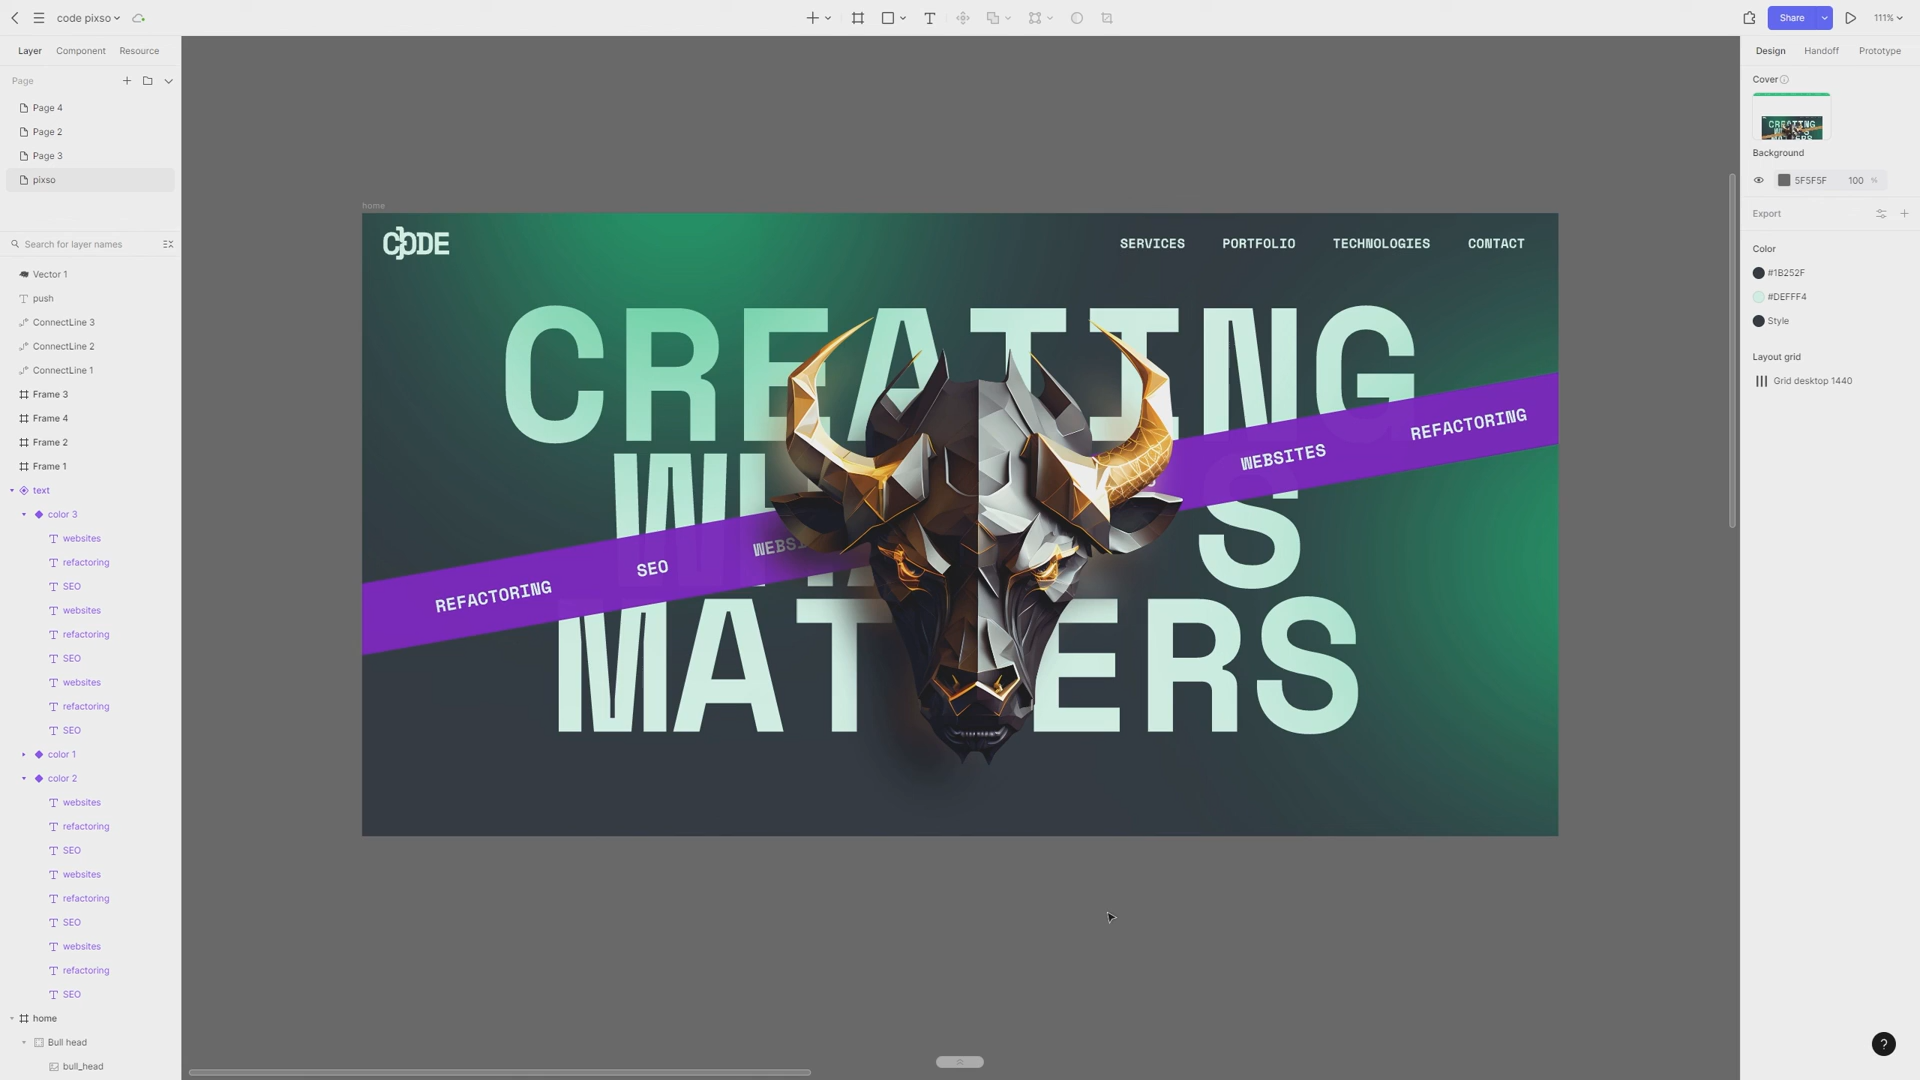 code pixso
Share
111%
Layer
Component
Resource
Page
Page 4
Page 2
Page 3
pixso
Search for layer names
Vector 1
push
ConnectLine 3
ConnectLine 2
ConnectLine 1
Frame 3
Frame 4
Frame 2
Frame 1
text
color 3
websites
refactoring
SEO
websites
refactoring
SEO
websites
refactoring
SEO
color 1
color 2
websites
refactoring
SEO
websites
refactoring
SEO
websites
refactoring
SEO
home
Bull head
bull_head
home
CODE
SERVICES
PORTFOLIO
TECHNOLOGIES
CONTACT
CREATING
MATTERS
REFACTORING
SEO
WEBSITES
REFACTORING
Design
Handoff
Prototype
Cover
CREATING
Background
5F5F5F
100
%
Export
Color
#1B252F
#DEFFF4
Style
Layout grid
Grid desktop 1440
?